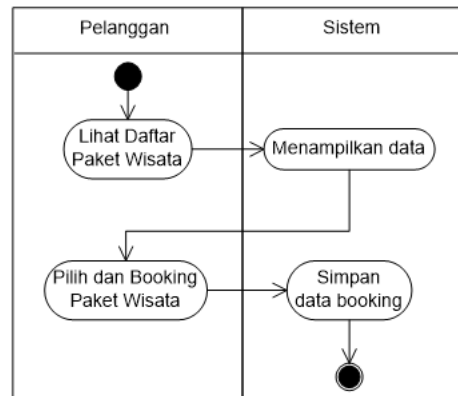 Pelanggan
Sistem
Lihat Daftar
Paket Wisata
Menampilkan data
Pilih dan Booking
Paket Wisata
Simpan
data booking